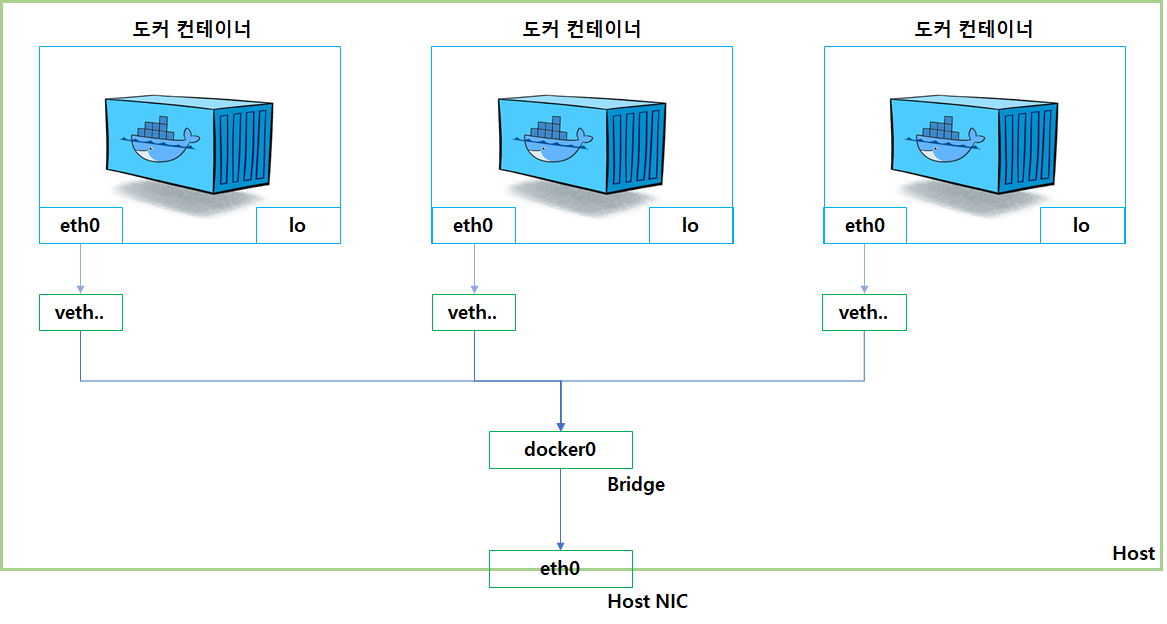 도커 컨테이너
도커 컨테이너
도커 컨테이너
eth0
lo
eth0
lo
eth0
lo
veth..
veth..
veth..
docker0
Bridge
Host
eth0
Host NIC